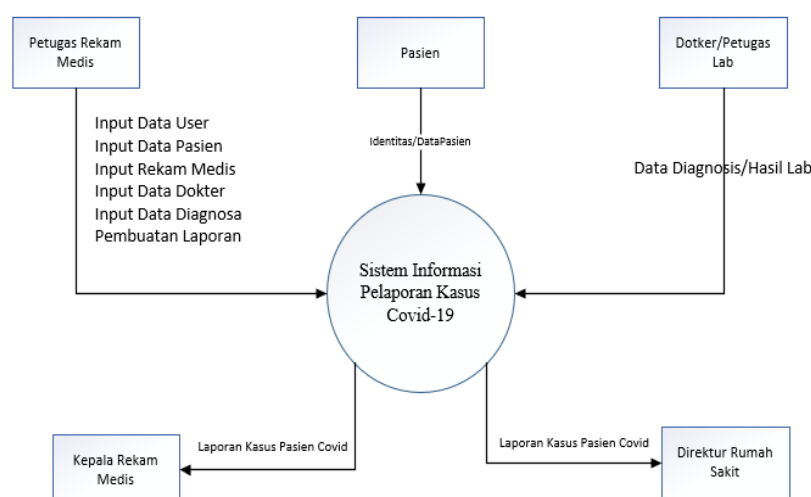 Petugas Rekam
Medis
Pasien
Dotker/Petugas
Lab
Input Data User
Input Data Pasien
Input Rekam Medis
Input Data Dokter
Input Data Diagnosa
Pembuatan Laporan
Identitas/DataPasien
Data Diagnosis/Hasil Lab
Sistem Informasi
Pelaporan Kasus
Covid-19
Laporan Kasus Pasien Covid
Laporan Kasus Pasien Covid
Kepala Rekam
Medis
Direktur Rumah
Sakit